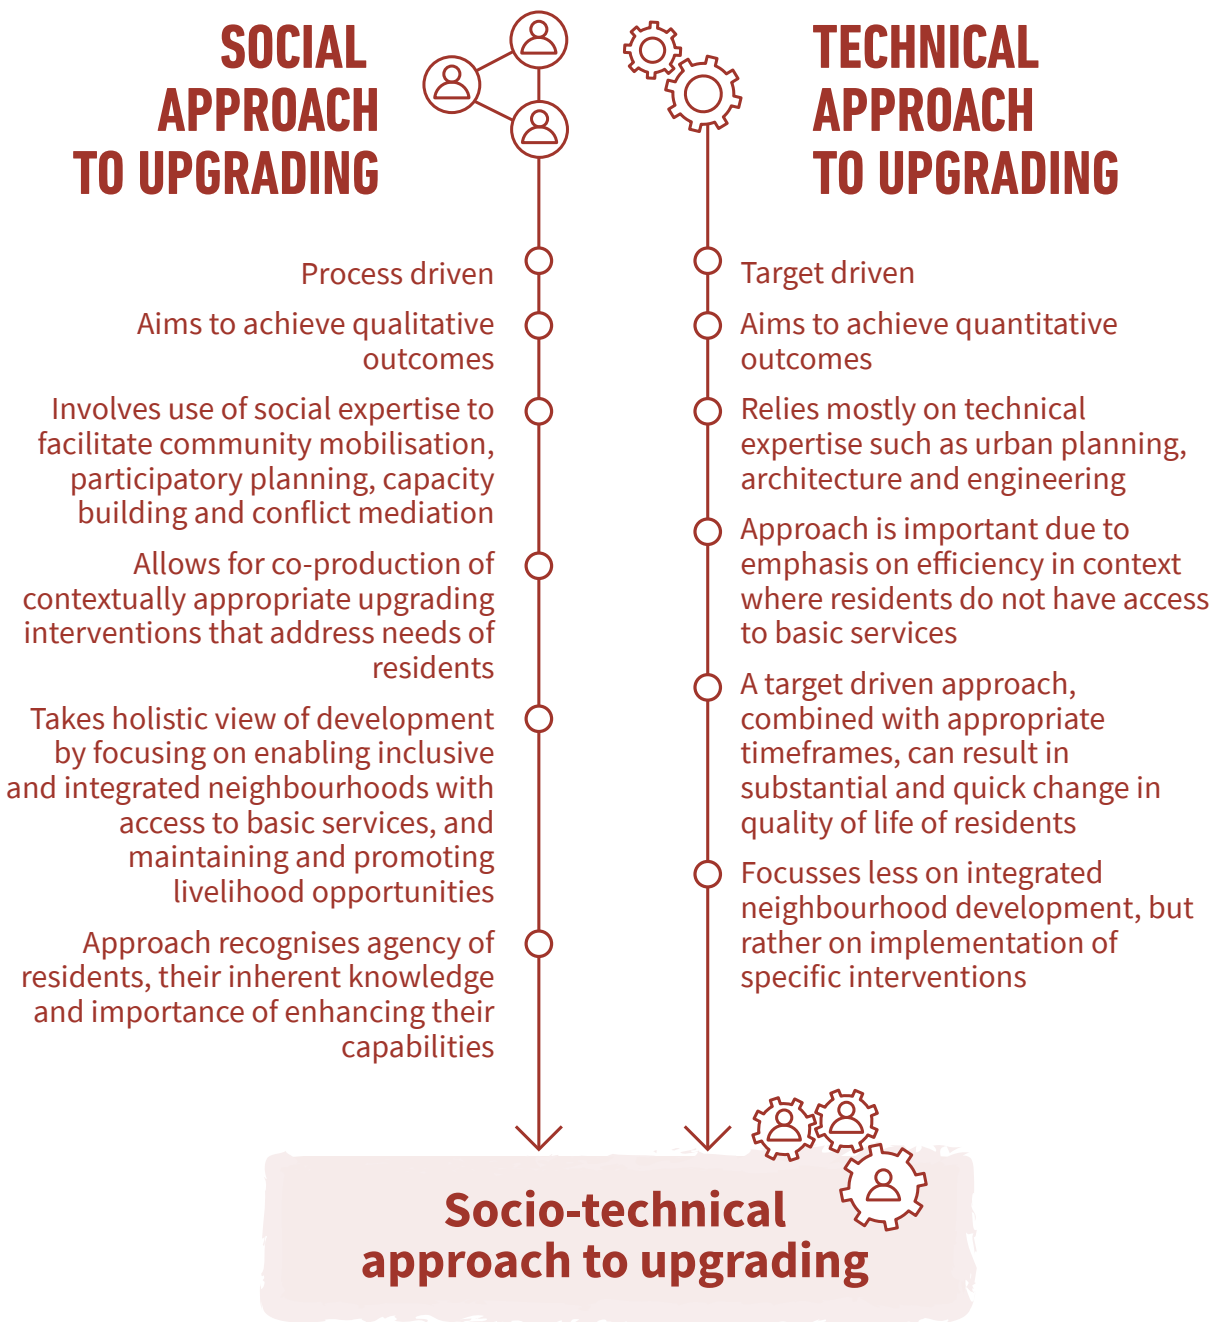 SOCIAL
APPROACH
TO UPGRADING
Process driven
Aims to achieve qualitative
outcomes
Involves use of social expertise to
facilitate community mobilisation,
participatory planning, capacity
building and conflict mediation
Allows for co-production of
contextually appropriate upgrading
interventions that address needs of
residents
Takes holistic view of development
by focusing on enabling inclusive
and integrated neighbourhoods with
access to basic services, and
maintaining and promoting
livelihood opportunities
Approach recognises agency of
residents, their inherent knowledge
and importance of enhancing their
capabilities
TECHNICAL
APPROACH
TO UPGRADING
Target driven
Aims to achieve quantitative
outcomes
Relies mostly on technical
expertise such as urban planning,
architecture and engineering
Approach is important due to
emphasis on efficiency in context
where residents do not have access
to basic services
A target driven approach,
combined with appropriate
timeframes, can result in
substantial and quick change in
quality of life of residents
Focusses less on integrated
neighbourhood development, but
rather on implementation of
specific interventions
Socio-technical
approach to upgrading